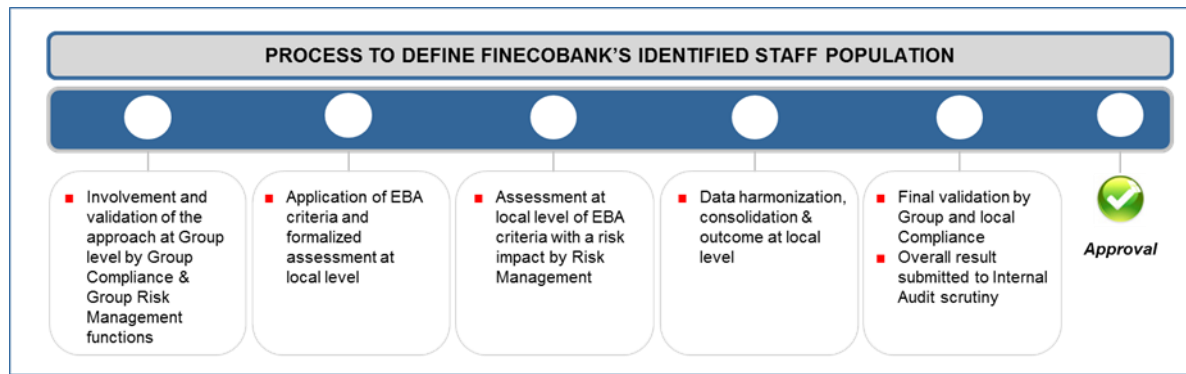 PROCESS TO DEFINE FINECOBANK'S IDENTIFIED STAFF POPULATION
Involvement and
validation of the
approach at Group
level by Group
Compliance &
Group Risk
Management
functions
Application of EBA
criteria and
formalized
assessment at
local level
Assessment at
local level of EBA
criteria with a risk
impact by Risk
Management
Data harmonization,
consolidation &
outcome at local
level
Final validation by
Group and local
Compliance
Overall result
submitted to Internal
Audit scrutiny
Approval